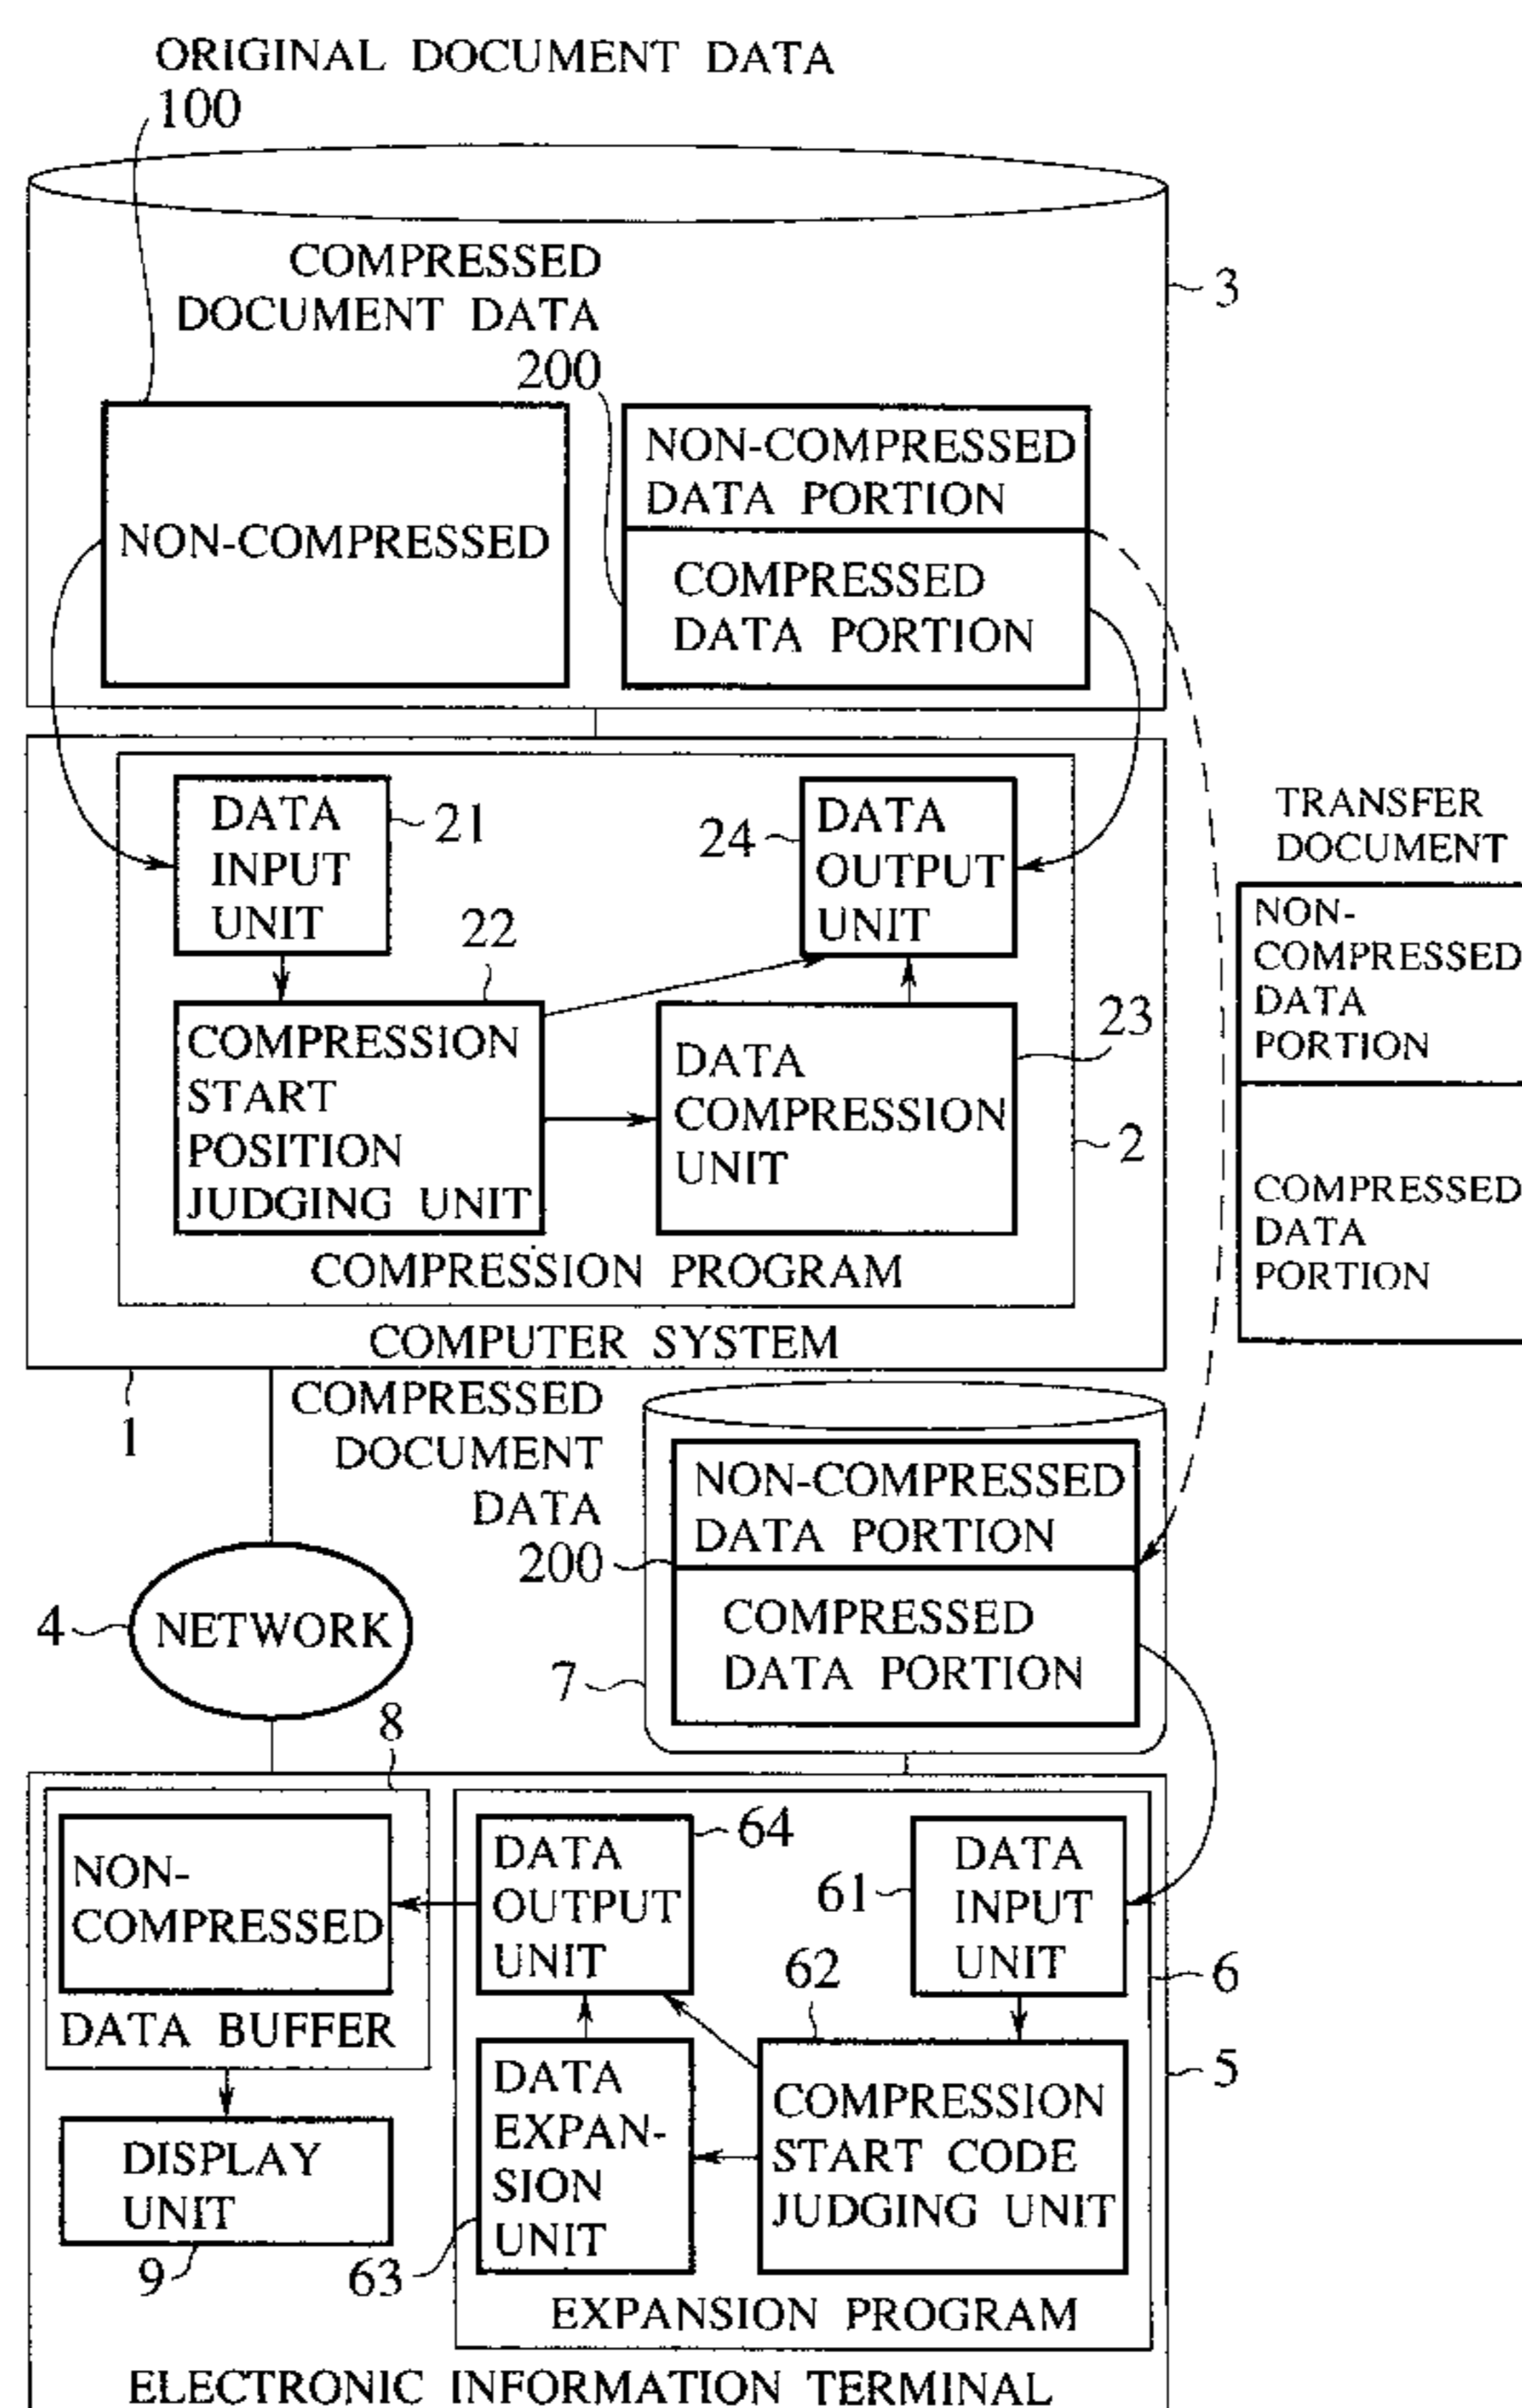 ORIGINAL DOCUMENT DATA
100
COMPRESSED
DOCUMENT DATA
200
3
NON-COMPRESSED
NON-COMPRESSED
DATA PORTION
COMPRESSED
DATA PORTION
DATA
INPUT
UNIT
21
24
DATA
OUTPUT
UNIT
22
COMPRESSION
START
POSITION
JUDGING UNIT
DATA
COMPRESSION
UNIT
23
2
COMPRESSION PROGRAM
COMPUTER SYSTEM
1
TRANSFER
DOCUMENT
NON-
COMPRESSED
DATA
PORTION
COMPRESSED
DATA
PORTION
COMPRESSED
DOCUMENT
DATA
200
NON-COMPRESSED
DATA PORTION
COMPRESSED
DATA PORTION
7
4
NETWORK
8
NON-
COMPRESSED
DATA BUFFER
DISPLAY
UNIT
9
DATA
OUTPUT
UNIT
64
61
DATA
INPUT
UNIT
6
62
DATA
EXPAN-
SION
UNIT
63
COMPRESSION
START CODE
JUDGING UNIT
5
EXPANSION PROGRAM
ELECTRONIC INFORMATION TERMINAL